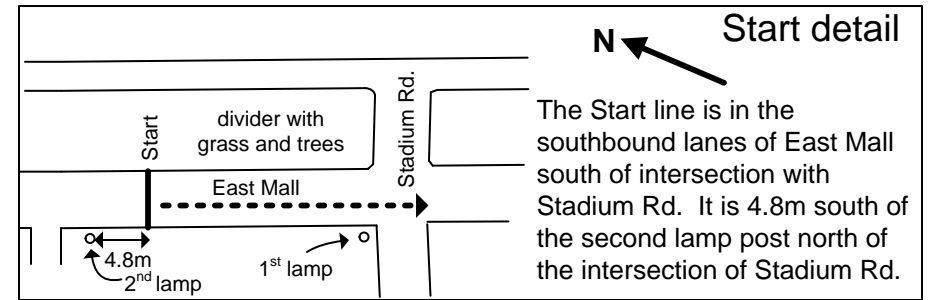 Start detail
N
The Start line is in the
southbound lanes of East Mall
south of intersection with
Stadium Rd. It is 4.8m south of
the second lamp post north of
the intersection of Stadium Rd.
divider with
grass and trees
Start
Stadium Rd.
East Mall
4.8m
2nd lamp
1st lamp